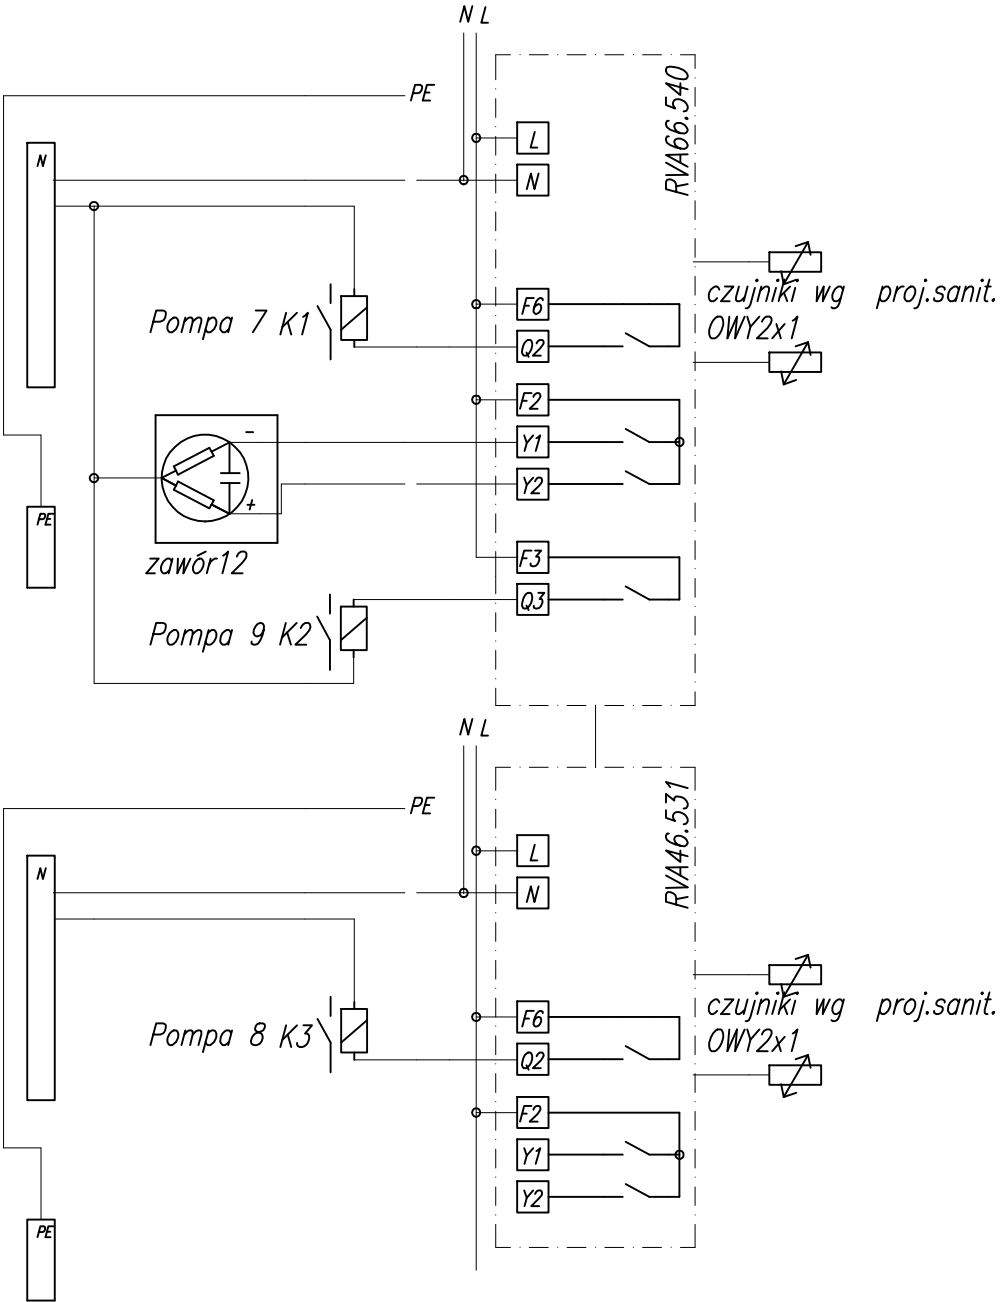 N L
PE
RVA66.540
L
N
N
F6
czujniki wg proj.sanit.
OWY2x1
Pompa 7 K1
Q2
F2
-
Y1
Y2
+
PE
zawór12
F3
Q3
Pompa 9 K2
N L
PE
RVA46.531
L
N
N
F6
czujniki wg proj.sanit.
OWY2x1
Pompa 8 K3
Q2
F2
Y1
Y2
PE